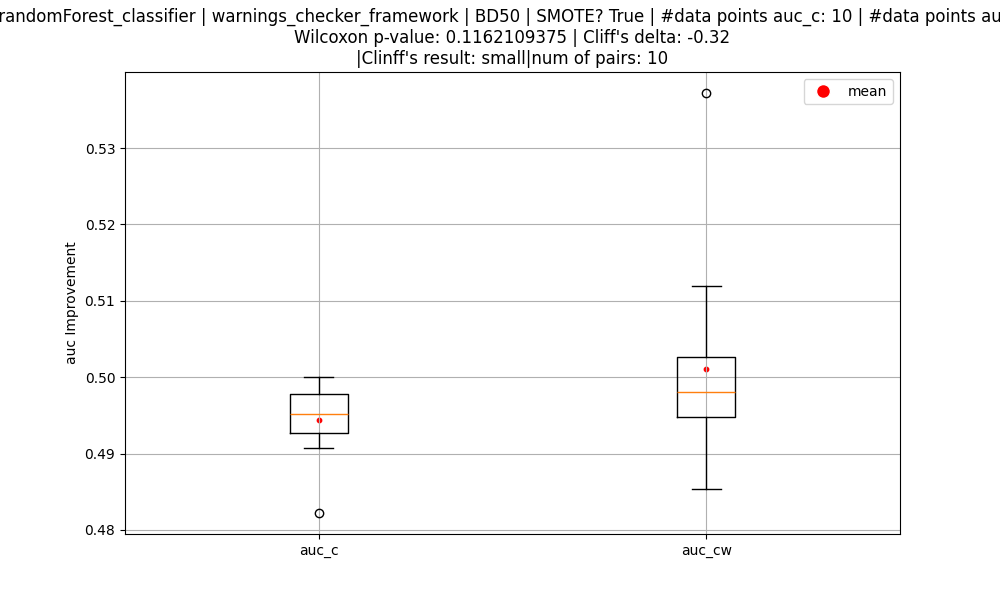 randomForest_classifier | warnings_checker_framework | BD50 | SMOTE? True | #data points auc_c: 10 | #data points au
Wilcoxon p-value: 0.1162109375 | Cliff's delta: -0.32
|Clinff's result: small|num of pairs: 10
mean
0.53
0.52
0.51
0.50
0.49
0.48
auc Improvement
auc_c
auc_cw